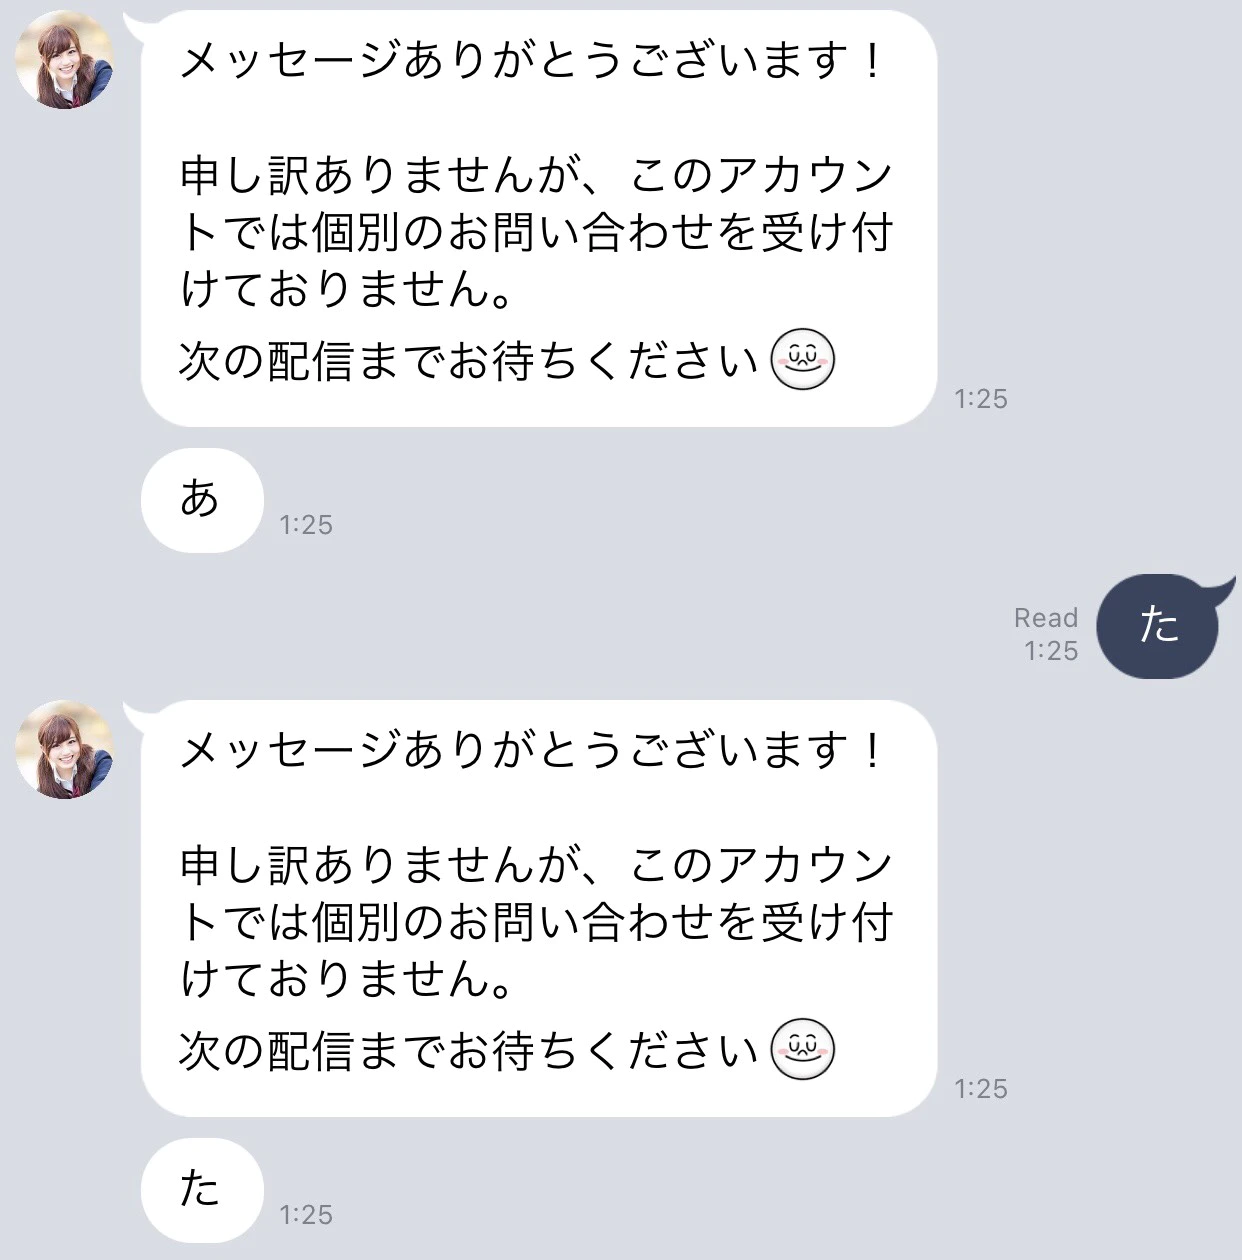 メッセージありがとうございます！
申し訳ありませんが、このアカウン
トでは個別のお問い合わせを受け付
けておりません。
次の配信までお待ちください
1:25
あ
1:25
た
Read
1:25
メッセージありがとうございます！
申し訳ありませんが、このアカウン
トでは個別のお問い合わせを受け付
けておりません。
次の配信までお待ちください
1:25
た
1:25